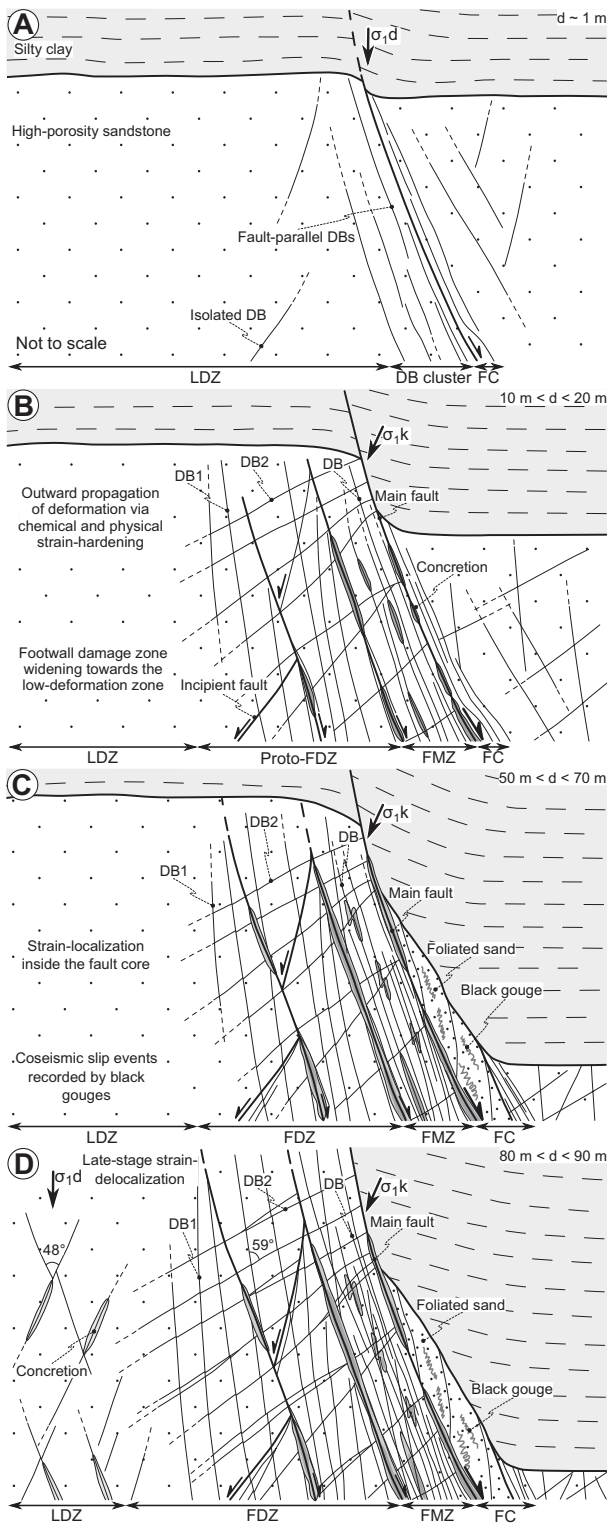 A
d ~ 1 m
σ1d
Silty clay
High-porosity sandstone
Fault-parallel DBs
Isolated DB
Not to scale
LDZ
DB cluster
FC
B
10 m < d < 20 m
σ1k
DB1
DB2
DB
Main fault
Outward propagation
of deformation via
chemical and physical
strain-hardening
Concretion
Footwall damage zone
widening towards the
low-deformation zone
Incipient fault
LDZ
Proto-FDZ
FMZ
FC
C
50 m < d < 70 m
σ1k
DB2
DB
DB1
Main fault
Strain-localization
inside the fault core
Foliated sand
Black gouge
Coseismic slip events
recorded by black
gouges
LDZ
FDZ
FMZ
FC
D
80 m < d < 90 m
Late-stage strain-
delocalization
σ1d
DB2
DB
σ1k
DB1
Main fault
48°
59°
Foliated sand
Concretion
Black gouge
LDZ
FDZ
FMZ
FC